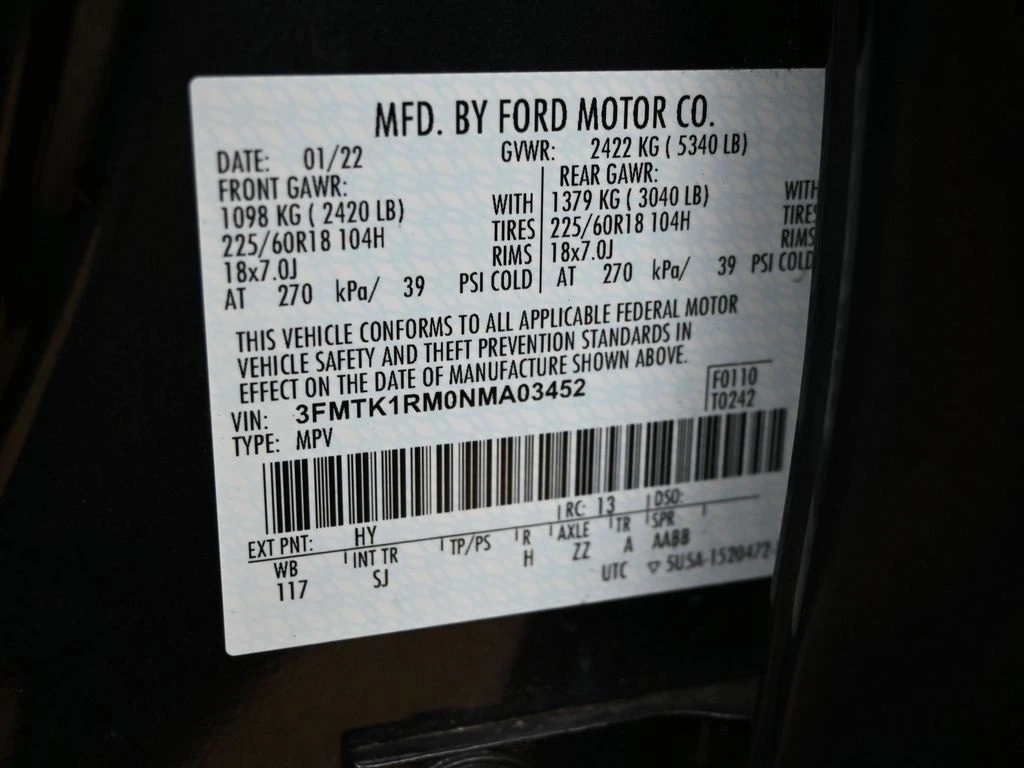 MFD. BY FORD MOTOR CO.
DATE: 01/22 GVWR: 2422 KG ( 5340 LB)
FRONT GAWR: REAR GAWR:
1098 KG ( 2420 LB) WITH 1379 KG ( 3040 LB) WITH
225/60R18 104H TIRES 225/60R18 104H TIRES
18x7.0J RIMS 18x7.0J RIMS
AT 270 kPa/ 39 PSI COLD AT 270 kPa/ 39 PSI COLD
THIS VEHICLE CONFORMS TO ALL APPLICABLE FEDERAL MOTOR
VEHICLE SAFETY AND THEFT PREVENTION STANDARDS IN
EFFECT ON THE DATE OF MANUFACTURE SHOWN ABOVE.
VIN: 3FMTK1RM0NMA03452 F0110
TYPE: MPV T0242
EXT PNT: HY RC: 13 DSO:
WB INT TR TP/PS R AXLE TR SPR
117 SJ H ZZ A AABB
UTC ▽ 5USA-1520472-